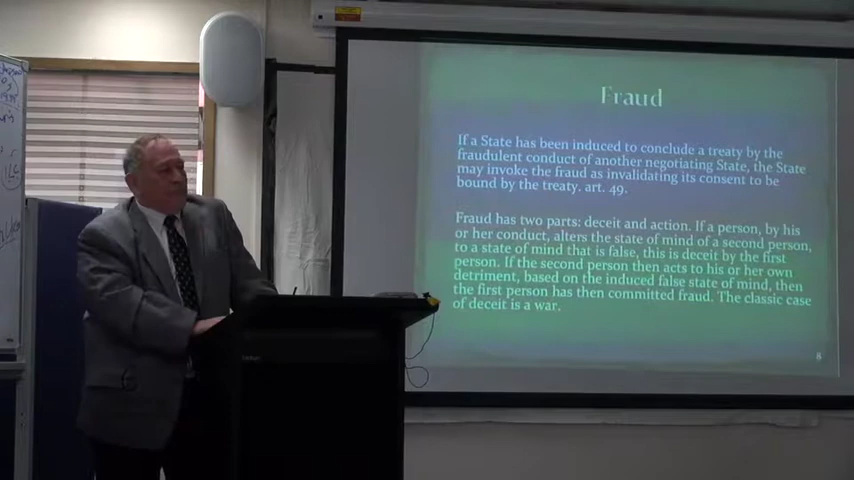 Fraud
If a State has been induced to conclude a treaty by the
fraudulent conduct of another negotiating State, the State
may invoke the fraud as invalidating its consent to be
bound by the treaty. art. 49.
Fraud has two parts: deceit and action. If a person, by his
or her conduct, alters the state of mind of a second person,
to a state of mind that is false, this is deceit by the first
person. If the second person then acts to his or her own
detriment, based on the induced false state of mind, then
the first person has then committed fraud. The classic case
of deceit is a war.
8